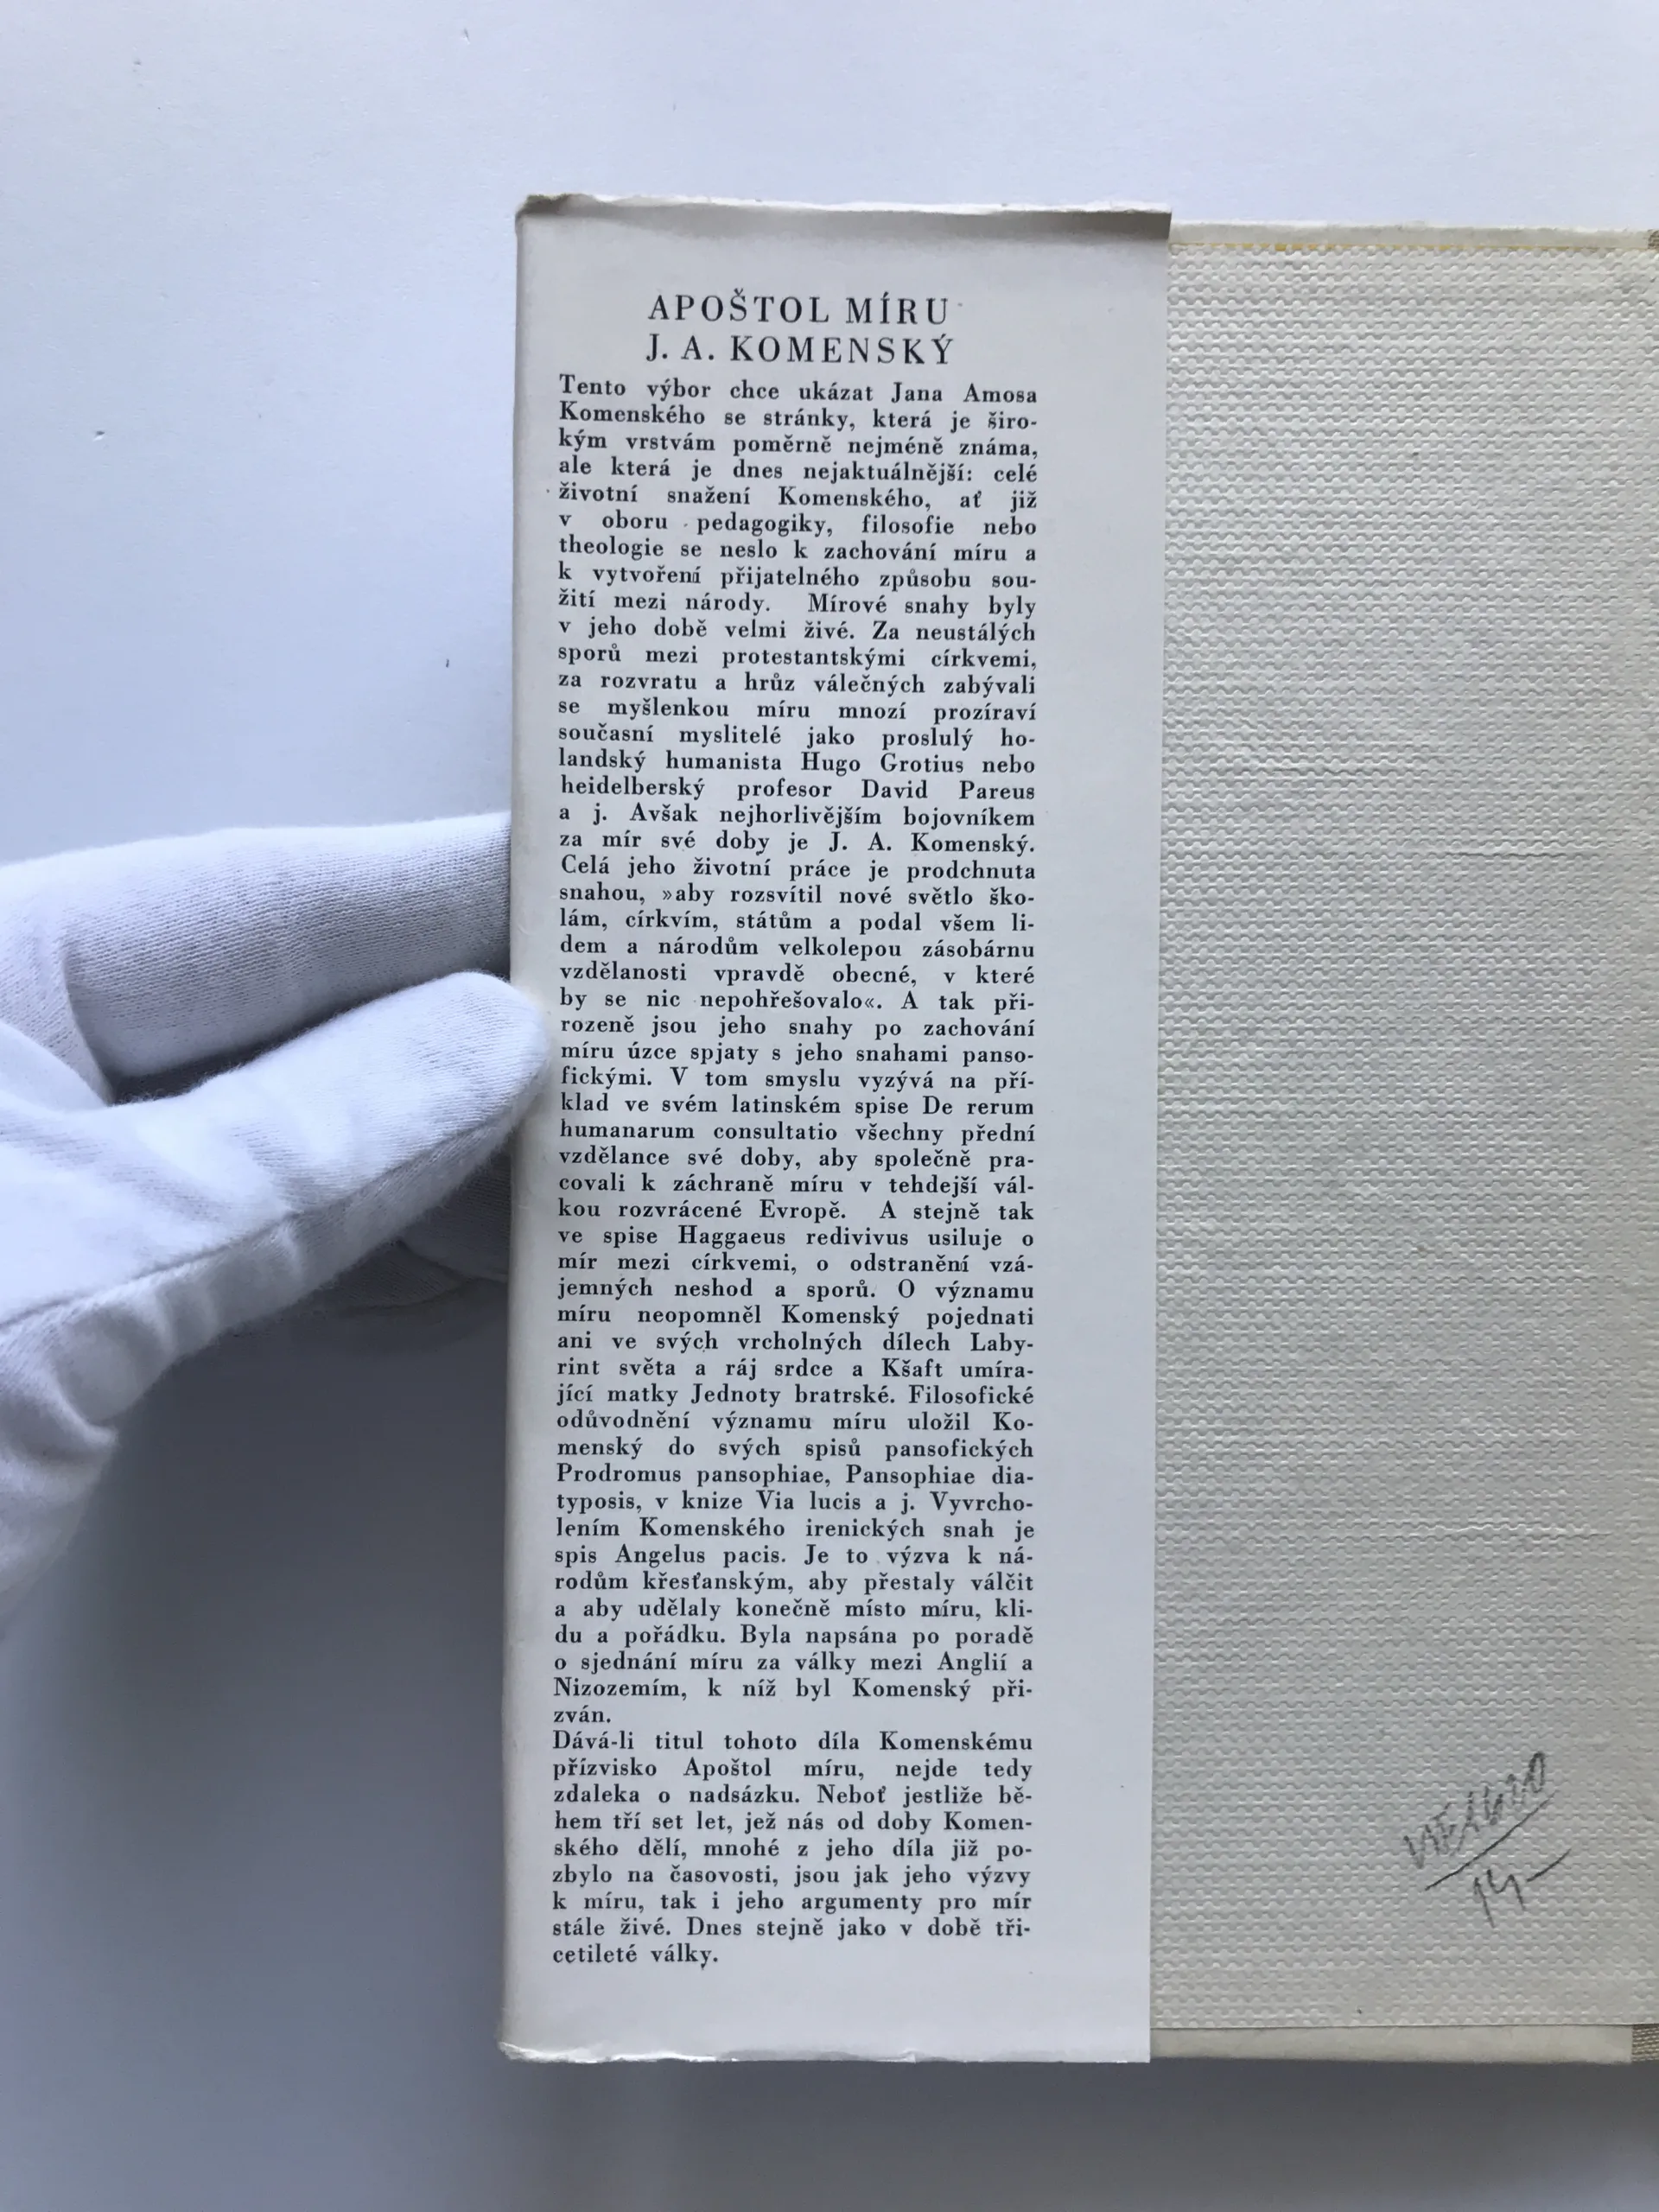 APOŠTOL MÍRU
J. A. KOMENSKÝ
Tento výbor chce ukázat Jana Amosa
Komenského se stránky, která je širo-
kým vrstvám poměrně nejméně známa,
ale která je dnes nejaktuálnější: celé
životní snažení Komenského, ať již
v oboru pedagogiky, filosofie nebo
theologie se neslo k zachování míru a
k vytvoření přijatelného způsobu sou-
žití mezi národy. Mírové snahy byly
v jeho době velmi živé. Za neustálých
sporů mezi protestantskými církvemi,
za rozvratu a hrůz válečných zabývali
se myšlenkou míru mnozí prozíraví
současní myslitelé jako proslulý ho-
landský humanista Hugo Grotius nebo
heidelberský profesor David Pareus
a j. Avšak nejhorlivějším bojovníkem
za mír své doby je J. A. Komenský.
Celá jeho životní práce je prodchnuta
snahou, »aby rozsvítil nové světlo ško-
lám, církvím, státům a podal všem li-
dem a národům velkolepou zásobárnu
vzdělanosti vpravdě obecné, v které
by se nic nepohřešovalo«. A tak při-
rozeně jsou jeho snahy po zachování
míru úzce spjaty s jeho snahami panso-
fickými. V tom smyslu vyzývá na pří-
klad ve svém latinském spise De rerum
humanarum consultatio všechny přední
vzdělance své doby, aby společně pra-
covali k záchraně míru v tehdejší vál-
kou rozvrácené Evropě. A stejně tak
ve spise Haggaeus redivivus usiluje o
mír mezi církvemi, o odstranění vzá-
jemných neshod a sporů. O významu
míru neopomněl Komenský pojednati
ani ve svých vrcholných dílech Laby-
rint světa a ráj srdce a Kšaft umíra-
jící matky Jednoty bratrské. Filosofické
odůvodnění významu míru uložil Ko-
menský do svých spisů pansofických
Prodromus pansophiae, Pansophiae dia-
typosis, v knize Via lucis a j. Vyvrcho-
lením Komenského irenických snah je
spis Angelus pacis. Je to výzva k ná-
rodům křesťanským, aby přestaly válčit
a aby udělaly konečně místo míru, kli-
du a pořádku. Byla napsána po poradě
o sjednání míru za války mezi Anglií a
Nizozemím, k níž byl Komenský při-
zván.
Dává-li titul tohoto díla Komenskému
přízvisko Apoštol míru, nejde tedy
zdaleka o nadsázku. Neboť jestliže bě-
hem tří set let, jež nás od doby Komen-
ského dělí, mnohé z jeho díla již po-
zbylo na časovosti, jsou jak jeho výzvy
k míru, tak i jeho argumenty pro mír
stále živé. Dnes stejně jako v době tři-
cetileté války.